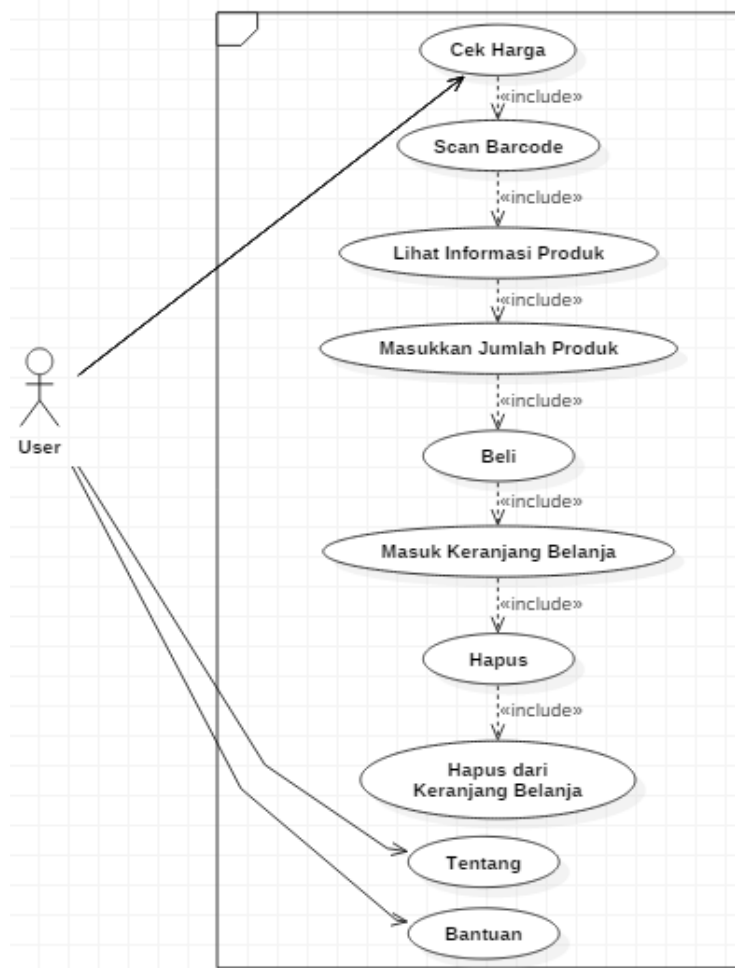 Cek Harga
«include»
Scan Barcode
«include»
Lihat Informasi Produk
«include»
Masukkan Jumlah Produk
«include»
User
Beli
«include»
Masuk Keranjang Belanja
«include»
Hapus
«include»
Hapus dari
Keranjang Belanja
Tentang
Bantuan